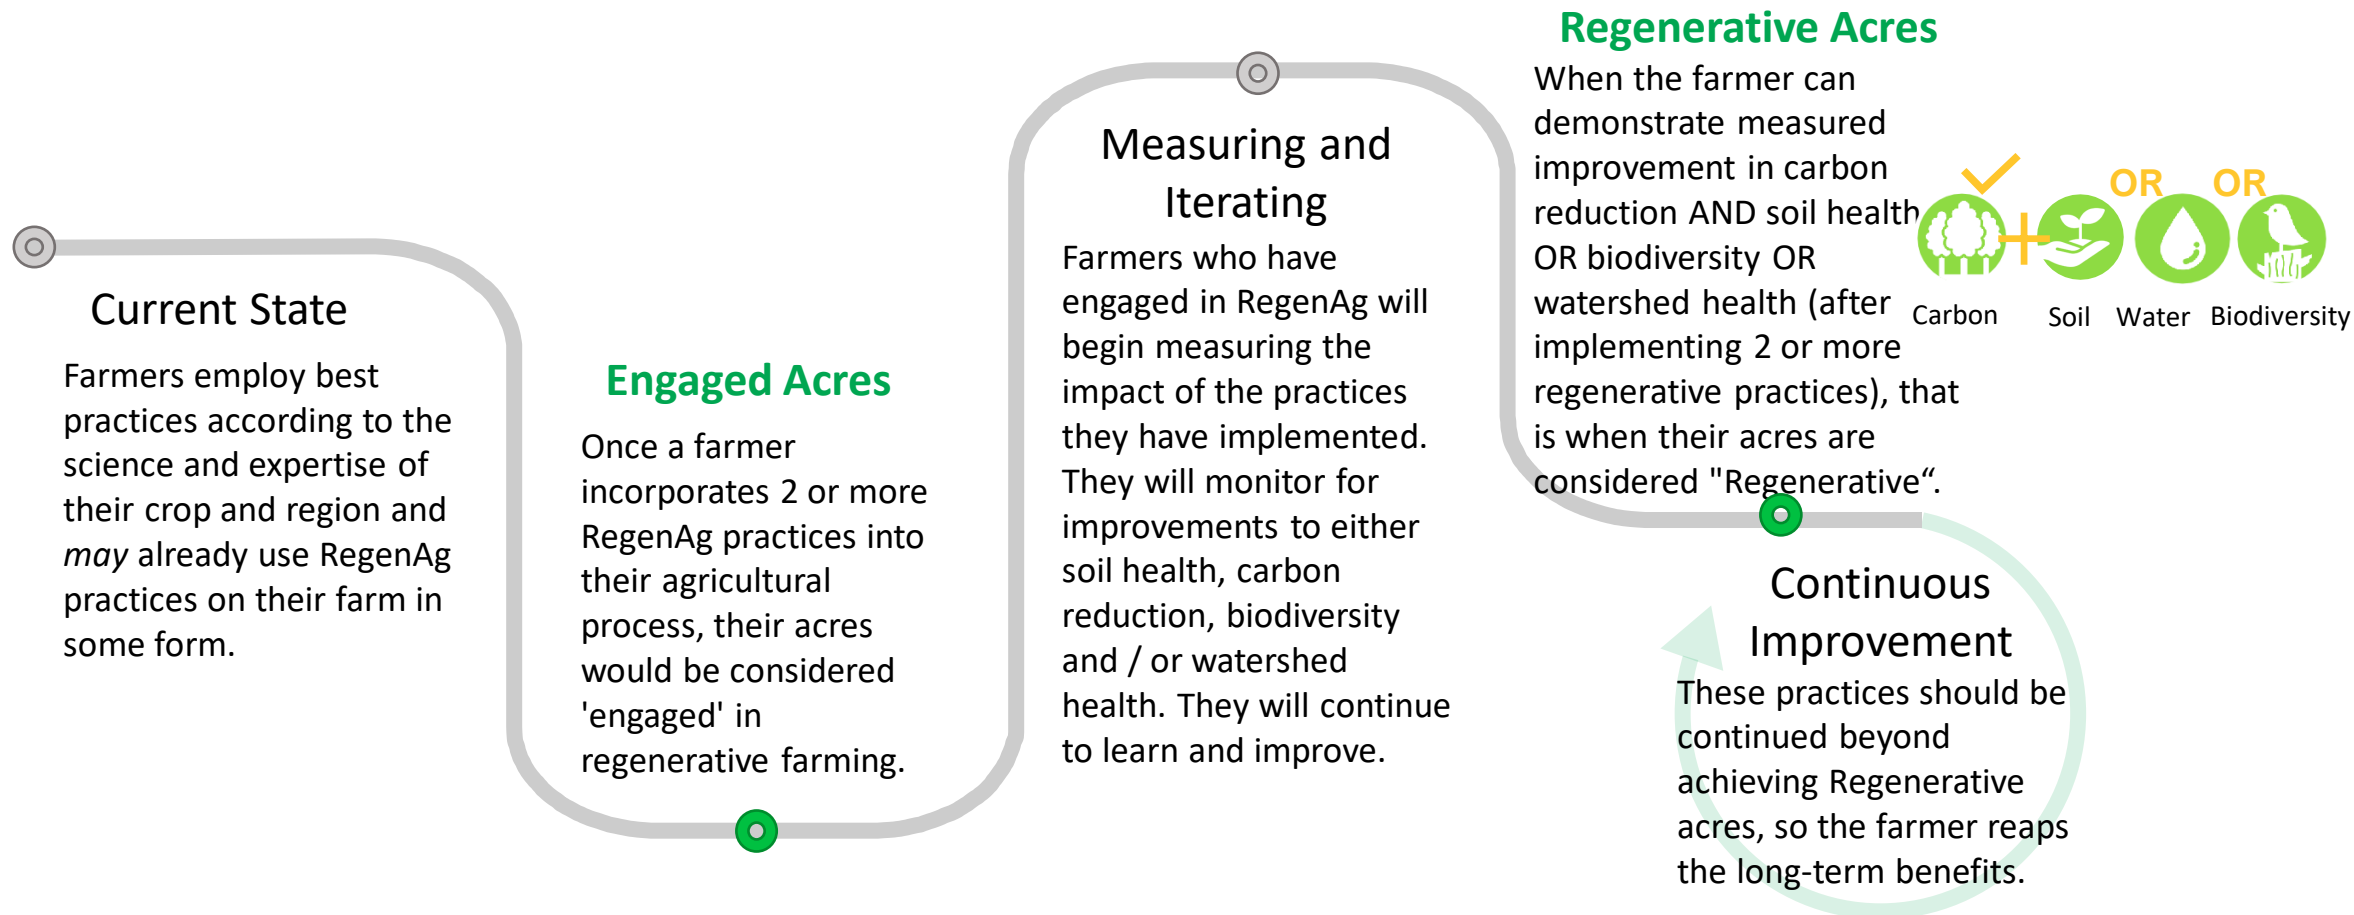 Current State
Farmers employ best
practices according to the
science and expertise of
their crop and region and
may already use RegenAg
practices on their farm in
some form.
Engaged Acres
Once a farmer
incorporates 2 or more
RegenAg practices into
their agricultural
process, their acres
would be considered
'engaged' in
regenerative farming.
Measuring and
Iterating
Farmers who have
engaged in RegenAg will
begin measuring the
impact of the practices
they have implemented.
They will monitor for
improvements to either
soil health, carbon
reduction, biodiversity
and / or watershed
health. They will continue
to learn and improve.
Regenerative Acres
When the farmer can
demonstrate measured
improvement in carbon
reduction AND soil health
OR biodiversity OR
watershed health (after
implementing 2 or more
regenerative practices), that
is when their acres are
considered "Regenerative“.
OR OR
+
Carbon Soil Water Biodiversity
Continuous
Improvement
These practices should be
continued beyond
achieving Regenerative
acres, so the farmer reaps
the long-term benefits.